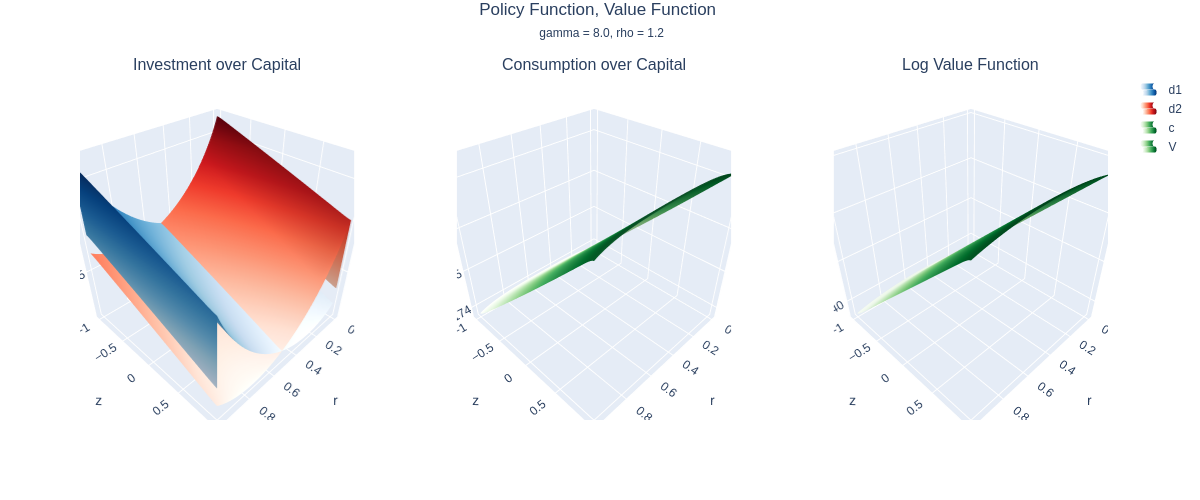 Policy Function, Value Function
gamma = 8.0, rho = 1.2
Investment over Capital
Consumption over Capital
Log Value Function
d1
d2
c
V
−1
−0.5
0
0.5
z
0.2
0.4
0.6
0.8
r
−1
−0.5
0
0.5
z
0
0.2
0.4
0.6
0.8
r
−1
−0.5
0
0.5
z
0
0.2
0.4
0.6
0.8
r